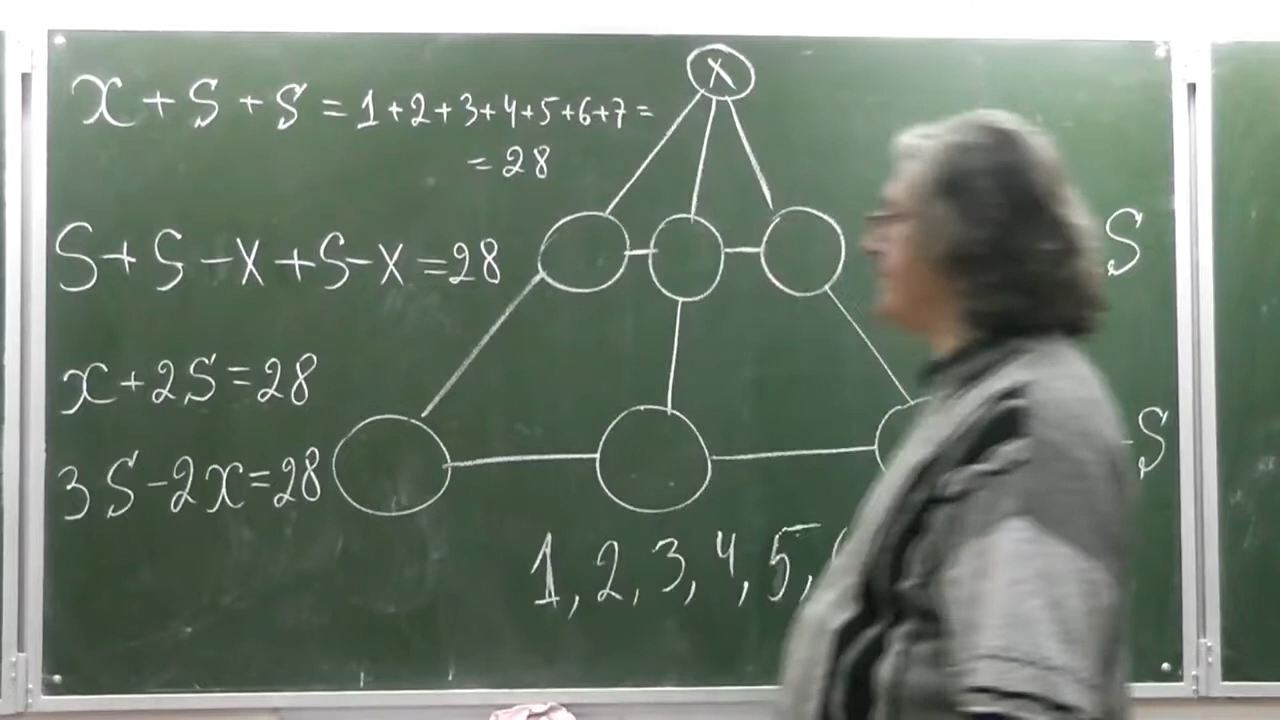 x + S + S = 1+2+3+4+5+6+7=
=28
X
S+S-X+S-X=28
S
x+2S=28
3S-2x=28
-S
1, 2, 3, 4, 5,